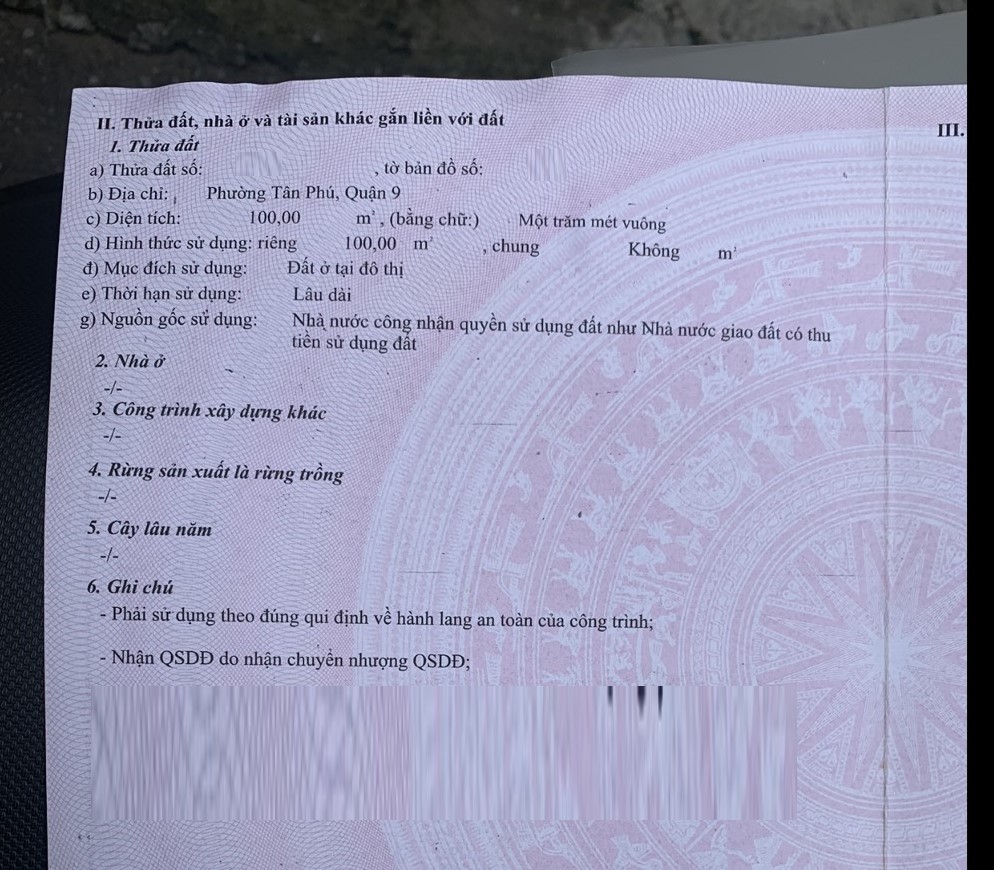 II. Thửa đất, nhà ở và tài sản khác gắn liền với đất
1. Thửa đất
a) Thửa đất số: , tờ bản đồ số:
b) Địa chỉ: Phường Tân Phú, Quận 9
c) Diện tích: 100,00 m², (bằng chữ:) Một trăm mét vuông
d) Hình thức sử dụng: riêng 100,00 m² , chung Không m²
đ) Mục đích sử dụng: Đất ở tại đô thị
e) Thời hạn sử dụng: Lâu dài
g) Nguồn gốc sử dụng: Nhà nước công nhận quyền sử dụng đất như Nhà nước giao đất có thu
tiền sử dụng đất
2. Nhà ở
-/-
3. Công trình xây dựng khác
-/-
4. Rừng sản xuất là rừng trồng
-/-
5. Cây lâu năm
-/-
6. Ghi chú
- Phải sử dụng theo đúng qui định về hành lang an toàn của công trình;
- Nhận QSDĐ do nhận chuyển nhượng QSDĐ;
III.